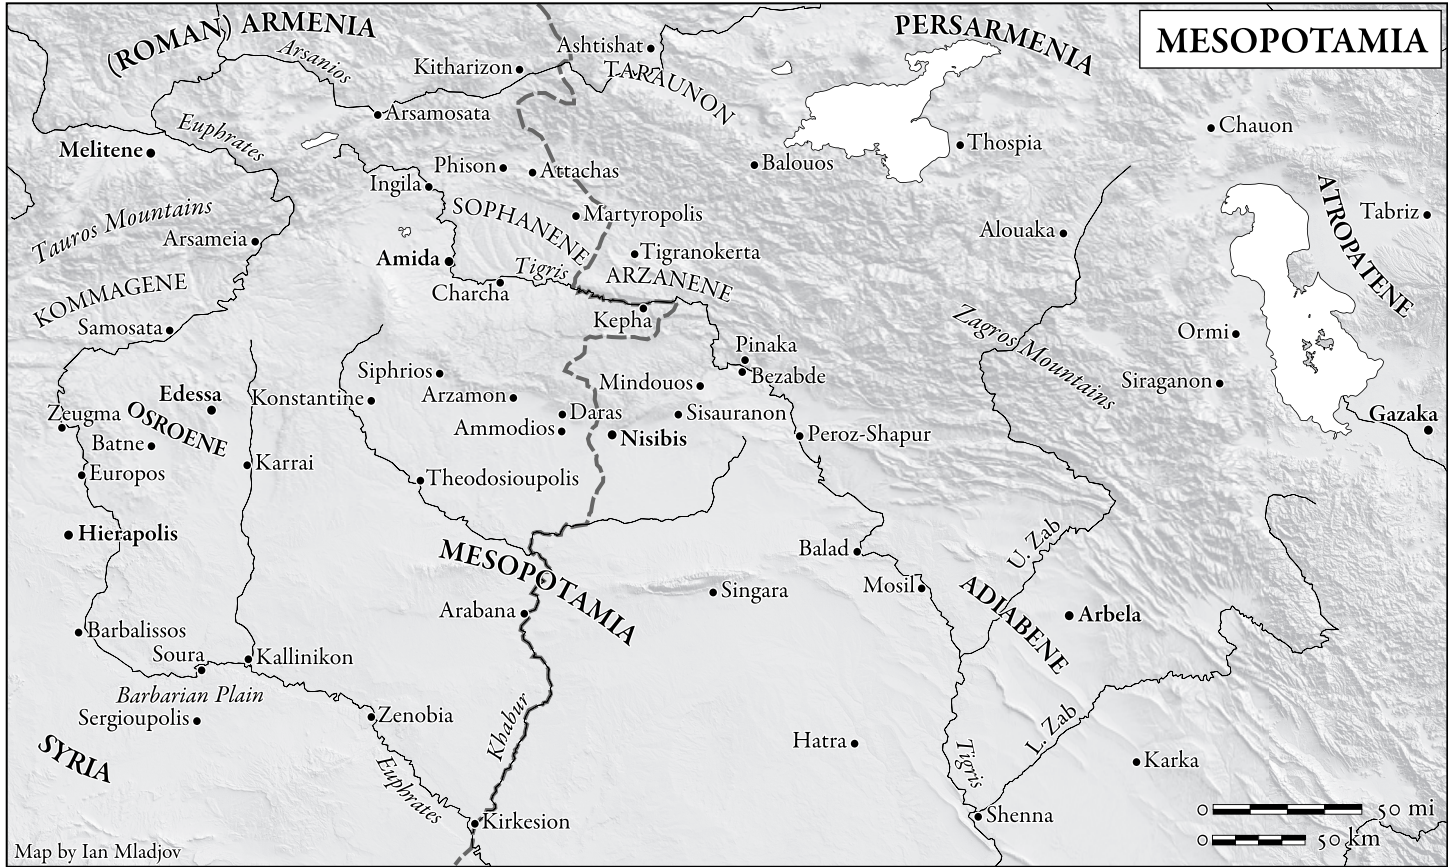 MESOPOTAMIA
(ROMAN) ARMENIA
PERSARMENIA
Arsanios
Ashtishat
Kitharizon
TARAUNON
Arsamosata
Euphrates
Melitene
Thospia
Chauon
Phison
Attachas
Balouos
Ingila
ATROPATENE
Tauros Mountains
SOPHANENE
Martyropolis
Tabriz
Arsameia
Alouaka
Amida
Tigranokerta
Tigris
ARZANENE
KOMMAGENE
Charcha
Samosata
Kepha
Zagros Mountains
Ormi
Pinaka
Siphrios
Bezabde
Mindouos
Siraganon
Edessa
Konstantine
Arzamon
Zeugma
OSROENE
Daras
Sisauranon
Gazaka
Ammodios
Batne
Nisibis
Peroz-Shapur
Karrai
Europos
Theodosioupolis
Hierapolis
MESOPOTAMIA
Balad
U. Zab
Mosil
Singara
ADIABENE
Arabana
Arbela
Barbalissos
Soura
Kallinikon
Barbarian Plain
Sergioupolis
Zenobia
Khabur
SYRIA
Hatra
L. Zab
Tigris
Karka
Euphrates
Kirkesion
Shenna
0 50 mi
0 50 km
Map by Ian Mladjov